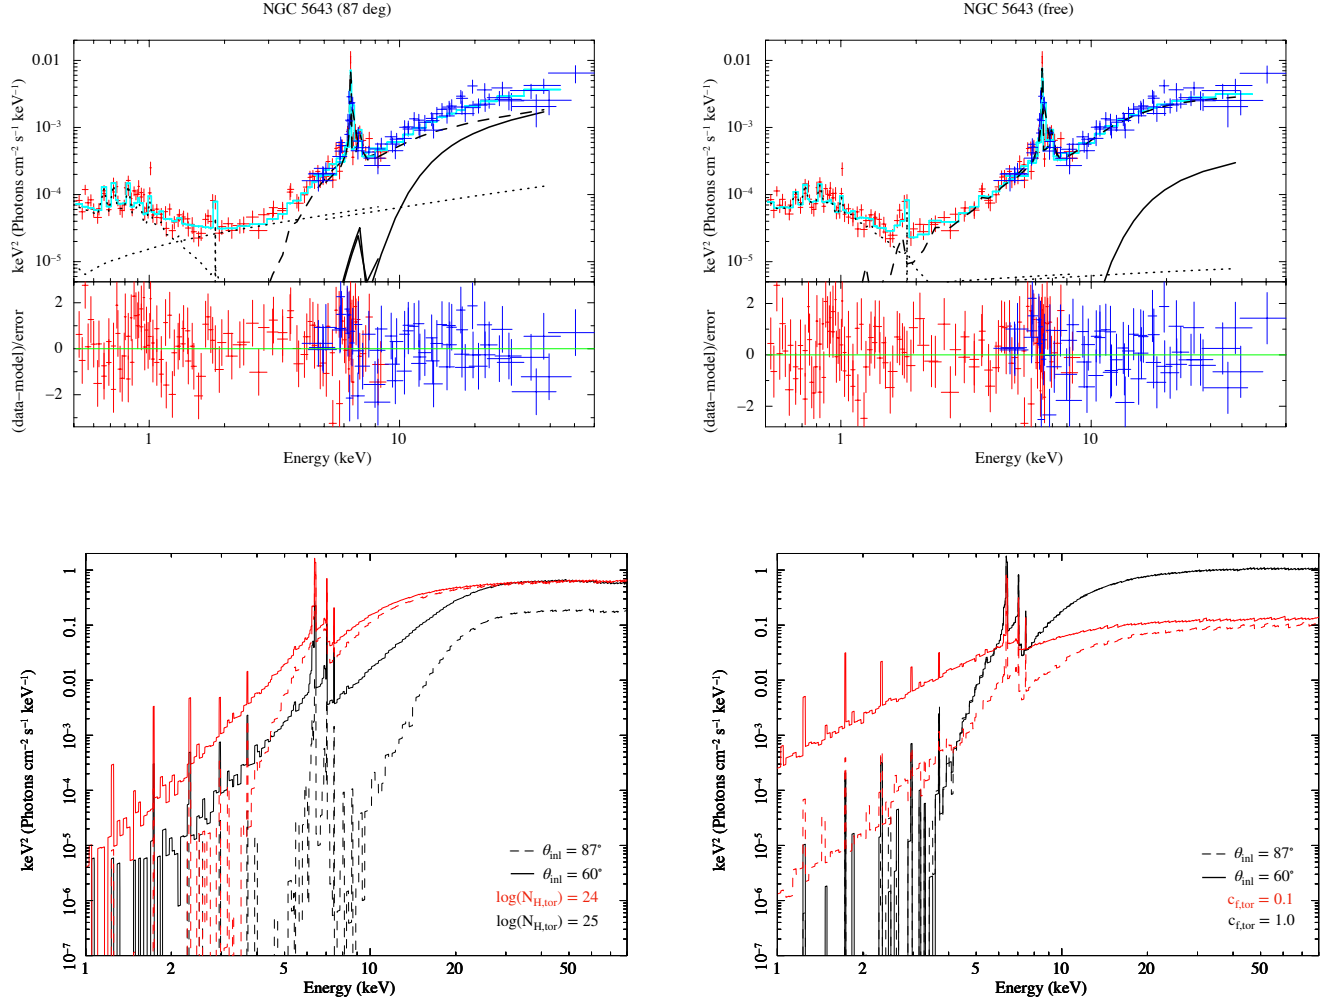 NGC 5643 (87 deg)
0.01
10⁻³
10⁻⁴
10⁻⁵
keV² (Photons cm⁻² s⁻¹ keV⁻¹)
2
0
−2
(data−model)/error
1 10
Energy (keV)
NGC 5643 (free)
0.01
10⁻³
10⁻⁴
10⁻⁵
keV² (Photons cm⁻² s⁻¹ keV⁻¹)
2
0
−2
(data−model)/error
1 10
Energy (keV)
1
0.1
0.01
10⁻³
10⁻⁴
10⁻⁵
10⁻⁶
10⁻⁷
keV² (Photons cm⁻² s⁻¹ keV⁻¹)
θinl = 87°
θinl = 60°
log(NH,tor) = 24
log(NH,tor) = 25
1 2 5 10 20 50
Energy (keV)
1
0.1
0.01
10⁻³
10⁻⁴
10⁻⁵
10⁻⁶
10⁻⁷
keV² (Photons cm⁻² s⁻¹ keV⁻¹)
θinl = 87°
θinl = 60°
cf,tor = 0.1
cf,tor = 1.0
1 2 5 10 20 50
Energy (keV)